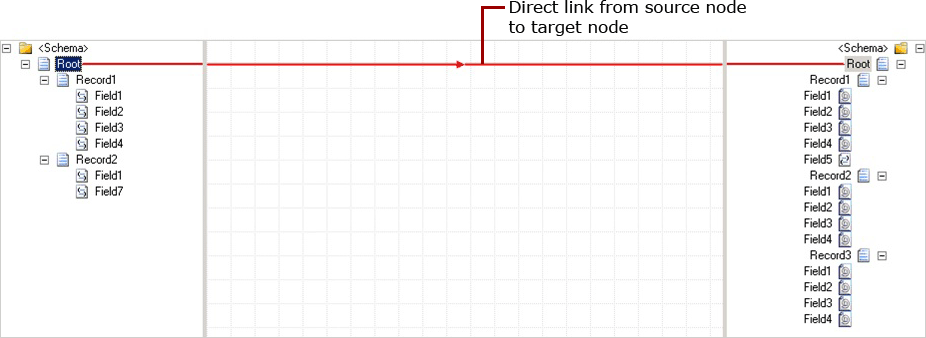 Direct link from source node
to target node
<Schema>
Root
Record1
Field1
Field2
Field3
Field4
Record2
Field1
Field7
<Schema>
Root
Record1
Field1
Field2
Field3
Field4
Field5
Record2
Field1
Field2
Field3
Field4
Record3
Field1
Field2
Field3
Field4